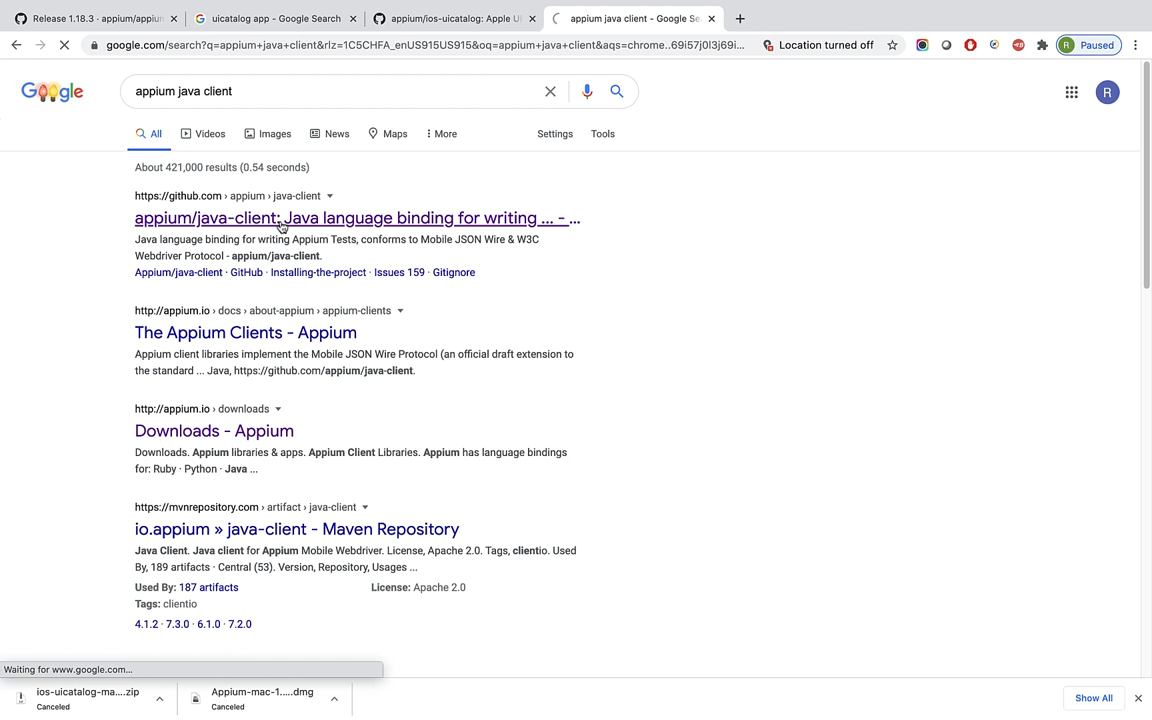 Release 1.18.3 · appium/appium
uicatalog app - Google Search
appium/ios-uicatalog: Apple UI
appium java client - Google Se
google.com/search?q=appium+java+client&rlz=1C5CHFA_enUS915US915&oq=appium+java+client&aqs=chrome..69i57j0l3j69i...
Location turned off
R Paused
Google
appium java client
R
All
Videos
Images
News
Maps
More
Settings
Tools
About 421,000 results (0.54 seconds)
https://github.com › appium › java-client
appium/java-client: Java language binding for writing ... - ...
Java language binding for writing Appium Tests, conforms to Mobile JSON Wire & W3C
Webdriver Protocol - appium/java-client.
Appium/java-client · GitHub · Installing-the-project · Issues 159 · Gitignore
http://appium.io › docs › about-appium › appium-clients
The Appium Clients - Appium
Appium client libraries implement the Mobile JSON Wire Protocol (an official draft extension to
the standard ... Java, https://github.com/appium/java-client.
http://appium.io › downloads
Downloads - Appium
Downloads. Appium libraries & apps. Appium Client Libraries. Appium has language bindings
for: Ruby · Python · Java ...
https://mvnrepository.com › artifact › java-client
io.appium » java-client - Maven Repository
Java Client. Java client for Appium Mobile Webdriver. License, Apache 2.0. Tags, clientio. Used
By, 189 artifacts · Central (53). Version, Repository, Usages ...
Used By: 187 artifacts
License: Apache 2.0
Tags: clientio
4.1.2 · 7.3.0 · 6.1.0 · 7.2.0
Waiting for www.google.com...
ios-uicatalog-ma....zip
Canceled
Appium-mac-1.....dmg
Canceled
Show All